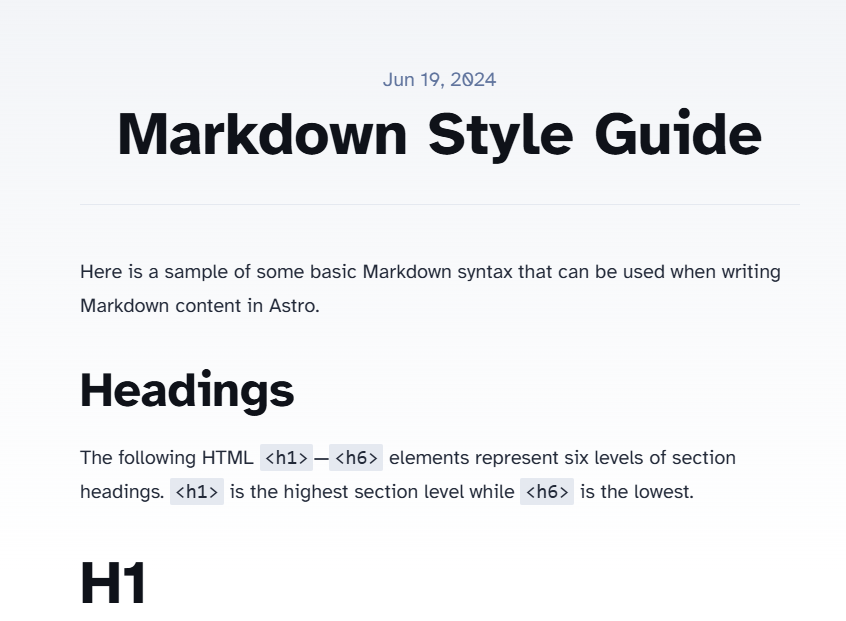 Jun 19, 2024
Markdown Style Guide
Here is a sample of some basic Markdown syntax that can be used when writing
Markdown content in Astro.
Headings
The following HTML <h1>—<h6> elements represent six levels of section
headings. <h1> is the highest section level while <h6> is the lowest.
H1